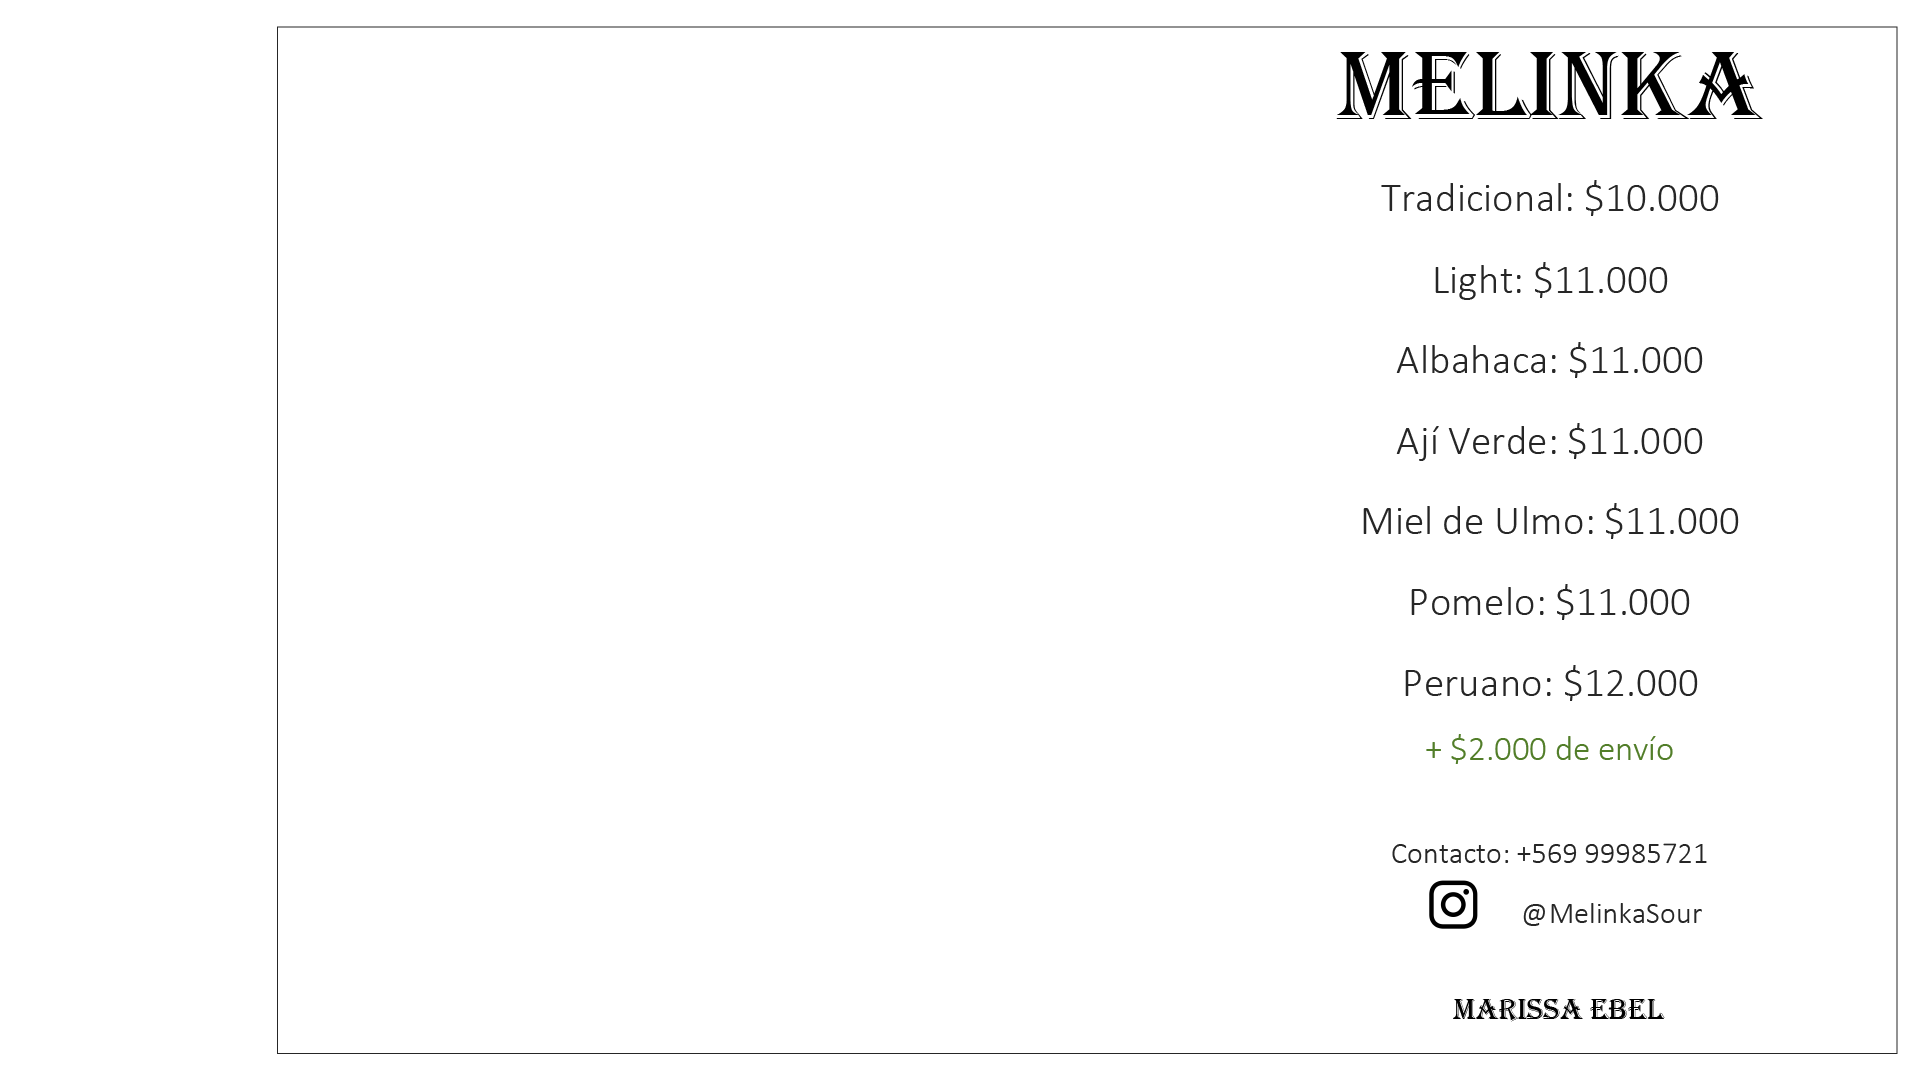 MELINKA
Tradicional: $10.000
Light: $11.000
Albahaca: $11.000
Ají Verde: $11.000
Miel de Ulmo: $11.000
Pomelo: $11.000
Peruano: $12.000
+ $2.000 de envío
Contacto: +569 99985721
@MelinkaSour
MARISSA EBEL